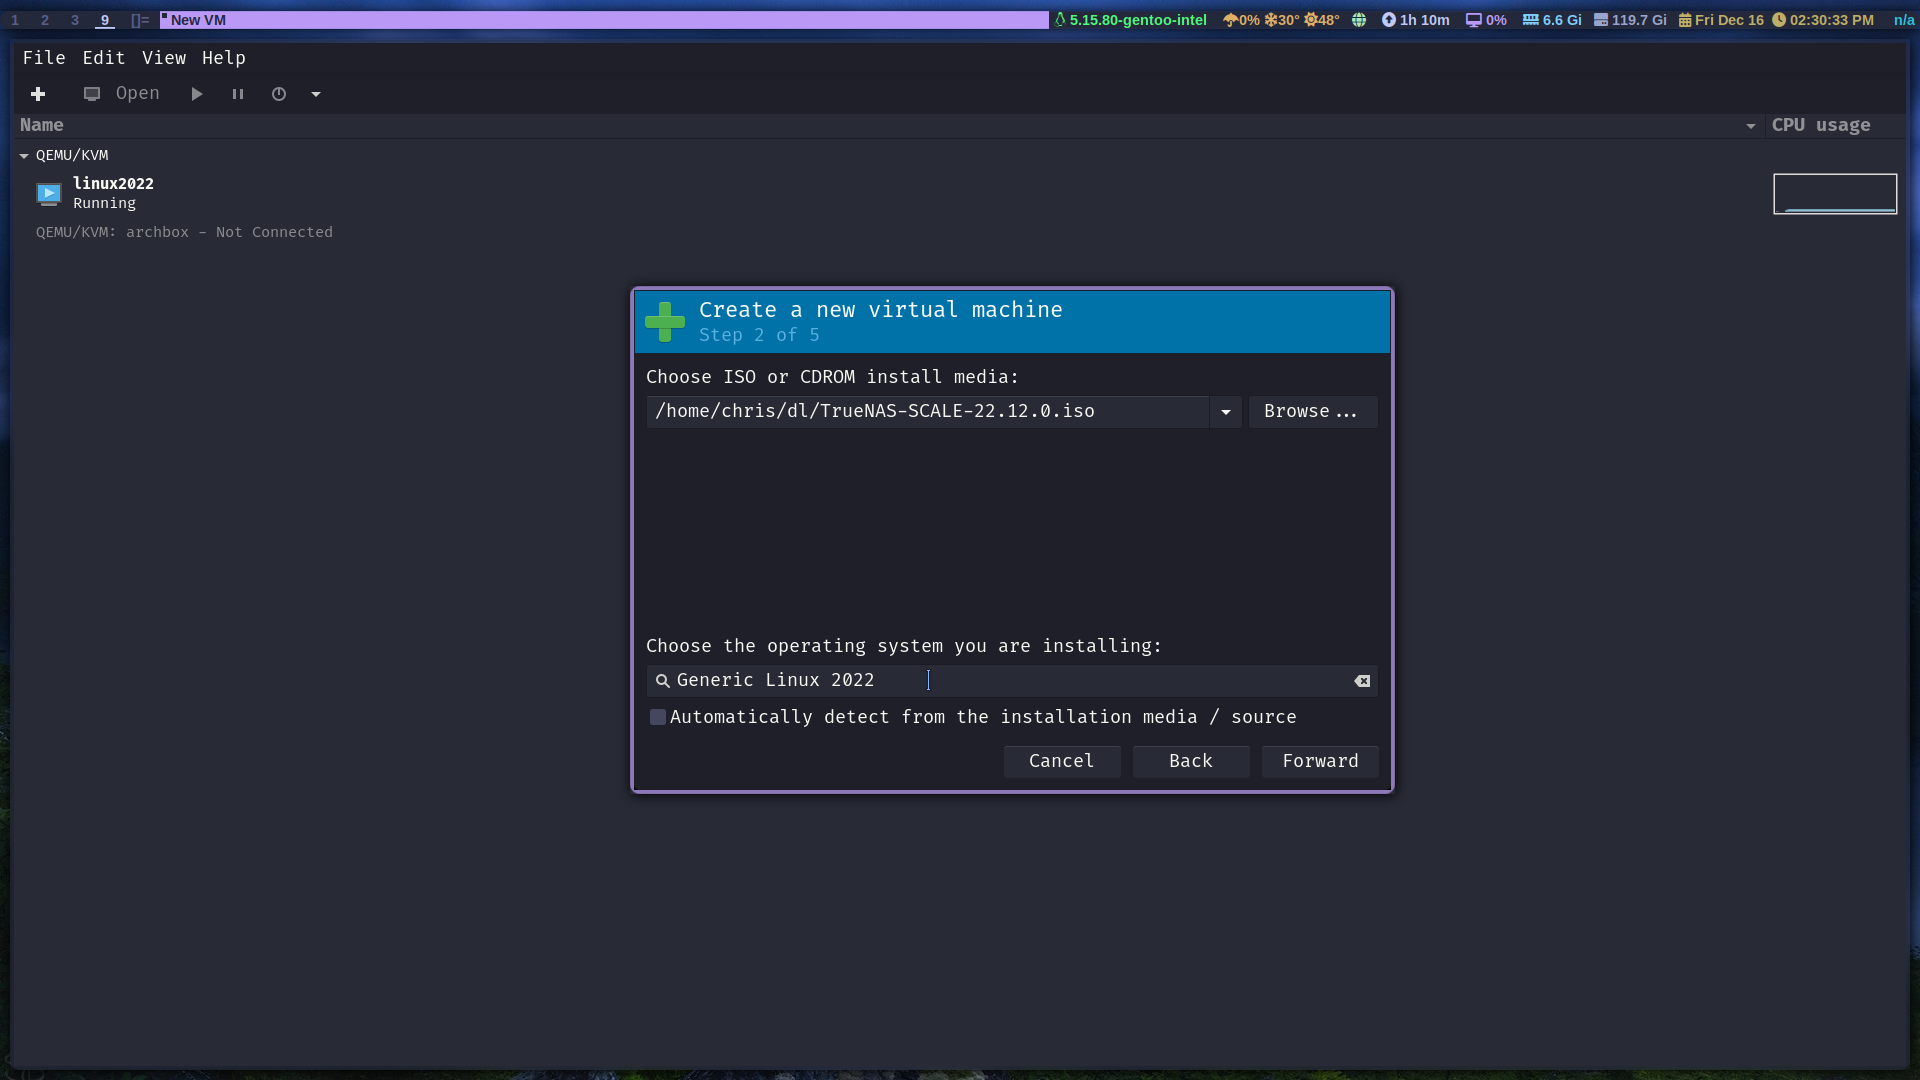 1 2 3 9 []= New VM 5.15.80-gentoo-intel 0% 30° 48° 1h 10m 0% 6.6 Gi 119.7 Gi Fri Dec 16 02:30:33 PM n/a
File Edit View Help
Open
Name CPU usage
QEMU/KVM
linux2022
Running
QEMU/KVM: archbox - Not Connected
Create a new virtual machine
Step 2 of 5
Choose ISO or CDROM install media:
/home/chris/dl/TrueNAS-SCALE-22.12.0.iso Browse...
Choose the operating system you are installing:
Generic Linux 2022
Automatically detect from the installation media / source
Cancel Back Forward